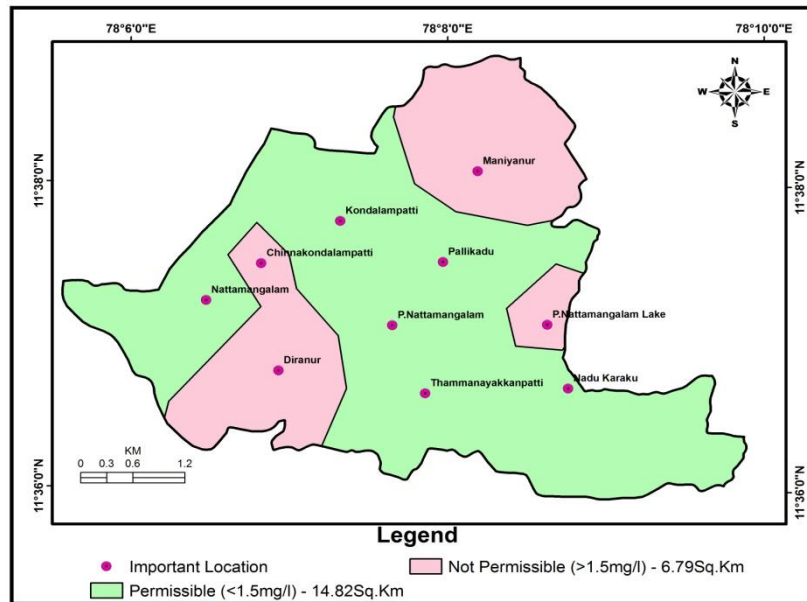 78°6'0"E 78°8'0"E 78°10'0"E
N
W E
S
Maniyanur
11°38'0"N
11°38'0"N
Kondalampatti
Chinnakondalampatti
Pallikadu
Nattamangalam
P.Nattamangalam
P.Nattamangalam Lake
Diranur
Thammanayakkanpatti
Nadu Karaku
KM
0 0.3 0.6 1.2
11°36'0"N
11°36'0"N
Legend
Important Location
Not Permissible (>1.5mg/l) - 6.79Sq.Km
Permissible (<1.5mg/l) - 14.82Sq.Km